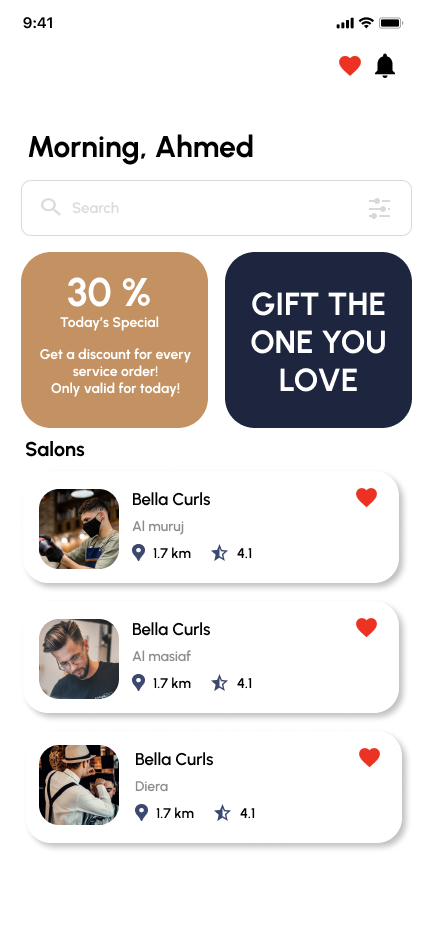 9:41
Morning, Ahmed
Search
30 %
Today's Special
Get a discount for every
service order!
Only valid for today!
GIFT THE
ONE YOU
LOVE
Salons
Bella Curls
Al muruj
1.7 km 4.1
Bella Curls
Al masiaf
1.7 km 4.1
Bella Curls
Diera
1.7 km 4.1